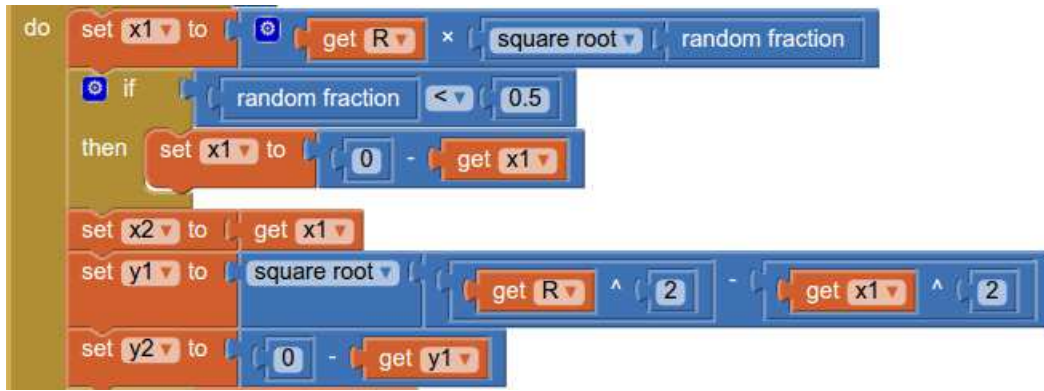 do set x1 to get R × square root random fraction
if random fraction < 0.5
then set x1 to 0 - get x1
set x2 to get x1
set y1 to square root get R ^ 2 - get x1 ^ 2
set y2 to 0 - get y1